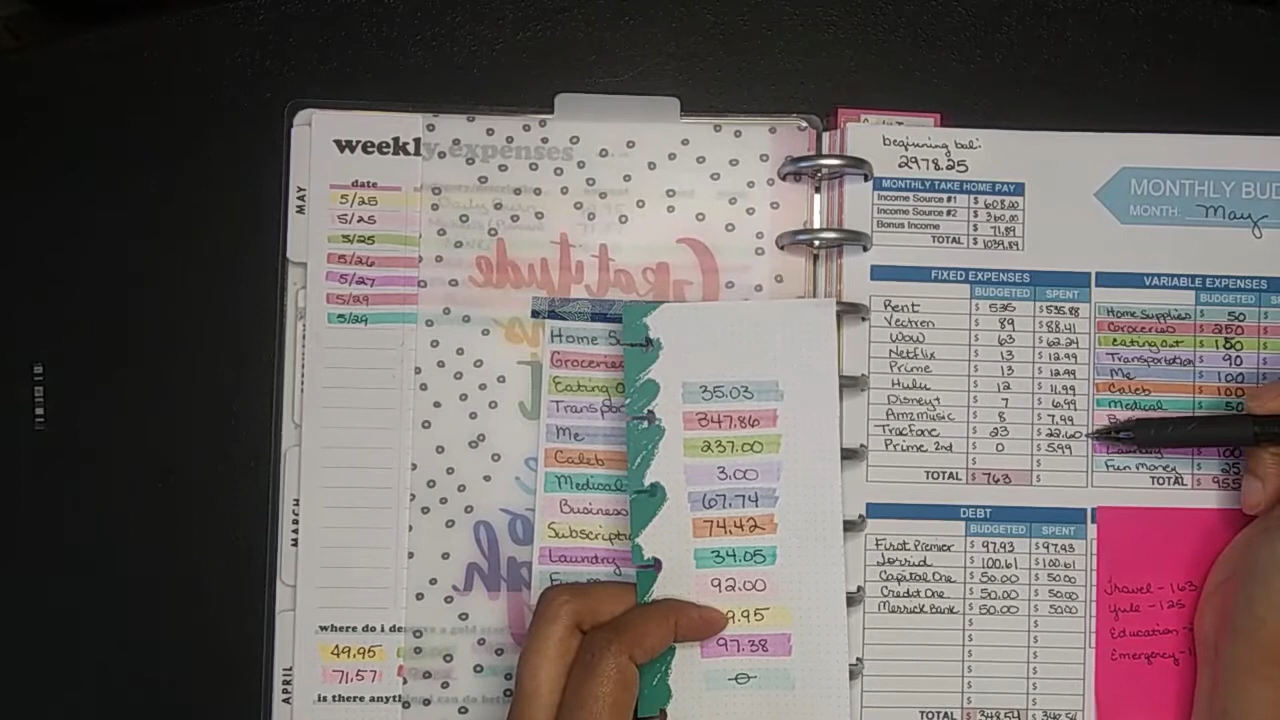 MAY
weekly expenses
date
5/25
5/25
5/25
5/26
5/27
5/29
5/29
MARCH
APRIL
where do i
49.95
71.57
is there anything i can do better
Gratitude
Home
Groceries
Eating O
Transpor
Me
Caleb
Medical
Business
Subscripti
Laundry
35.03
347.86
237.00
3.00
67.74
74.42
34.05
92.00
9.95
97.38
beginning bal:
2978.25
MONTHLY TAKE HOME PAY
Income Source #1 $ 608.00
Income Source #2 $ 360.00
Bonus Income $ 71.89
TOTAL $ 1039.89
MONTHLY BUD
MONTH: May
FIXED EXPENSES
BUDGETED SPENT
Rent $ 535 $ 535.88
Vectren $ 89 $ 88.41
Wow $ 63 $ 62.24
Netflix $ 13 $ 12.99
Prime $ 13 $ 12.99
Hulu $ 12 $ 11.99
Disney+ $ 7 $ 6.99
Amzmusic $ 8 $ 7.99
Tracfone $ 23 $ 22.60
Prime 2nd $ 0 $ 5.99
$ $
TOTAL $ 763 $
VARIABLE EXPENSES
BUDGETED
Home Supplies $ 50 $
Groceries $ 250 $
Eating Out $ 150 $
Transportation $ 90 $
Me $ 100
Caleb $ 100
Medical $ 50
Laundry $ 100
Fun Money $ 25
TOTAL $ 955
DEBT
BUDGETED SPENT
First Premier $ 97.93 $ 97.93
Torrid $ 100.61 $ 100.61
Capital One $ 50.00 $ 50.00
Credit One $ 50.00 $ 50.00
Merrick Bank $ 50.00 $ 50.00
$ $
$ $
$ $
$ $
$ $
$ $
TOTAL $ 348.54 $ 348.54
Travel - 163
Yule - 125
Education -
Emergency -